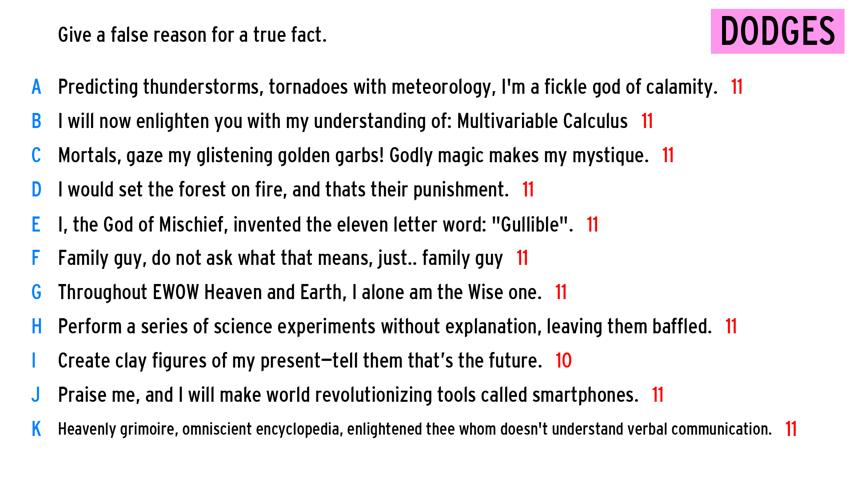 Give a false reason for a true fact.
DODGES
A Predicting thunderstorms, tornadoes with meteorology, I'm a fickle god of calamity. 11
B I will now enlighten you with my understanding of: Multivariable Calculus 11
C Mortals, gaze my glistening golden garbs! Godly magic makes my mystique. 11
D I would set the forest on fire, and thats their punishment. 11
E I, the God of Mischief, invented the eleven letter word: "Gullible". 11
F Family guy, do not ask what that means, just.. family guy 11
G Throughout EWOW Heaven and Earth, I alone am the Wise one. 11
H Perform a series of science experiments without explanation, leaving them baffled. 11
I Create clay figures of my present—tell them that's the future. 10
J Praise me, and I will make world revolutionizing tools called smartphones. 11
K Heavenly grimoire, omniscient encyclopedia, enlightened thee whom doesn't understand verbal communication. 11